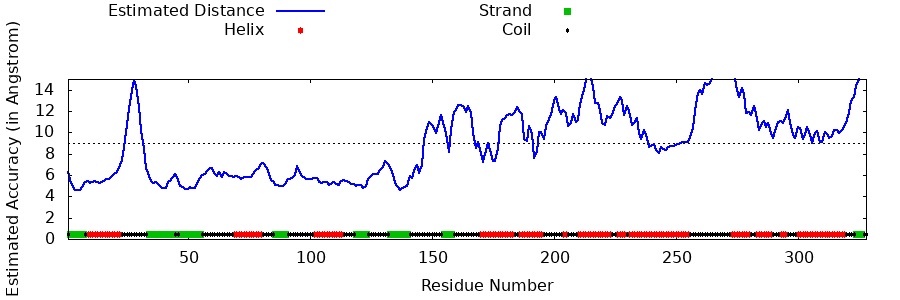 Estimated Distance
Helix
Strand
Coil
Estimated Accuracy (in Angstrom)
14
12
10
8
6
4
2
0
50
100
150
200
250
300
Residue Number